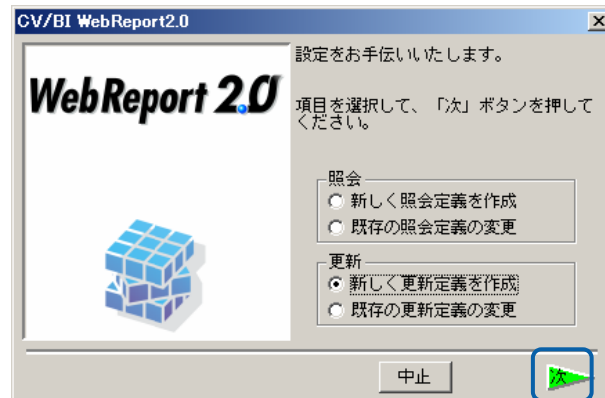 CV/BI WebReport2.0
WebReport 2.0
設定をお手伝いいたします。
項目を選択して、「次」ボタンを押して
ください。
照会
新しく照会定義を作成
既存の照会定義の変更
更新
新しく更新定義を作成
既存の更新定義の変更
中止
次